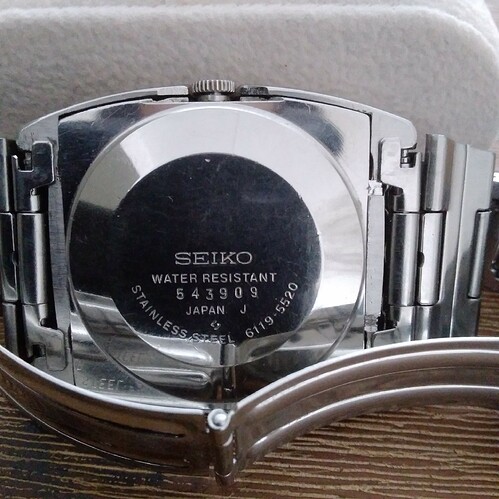 SEIKO
WATER RESISTANT
543909
JAPAN J
STAINLESS STEEL 6119-5520